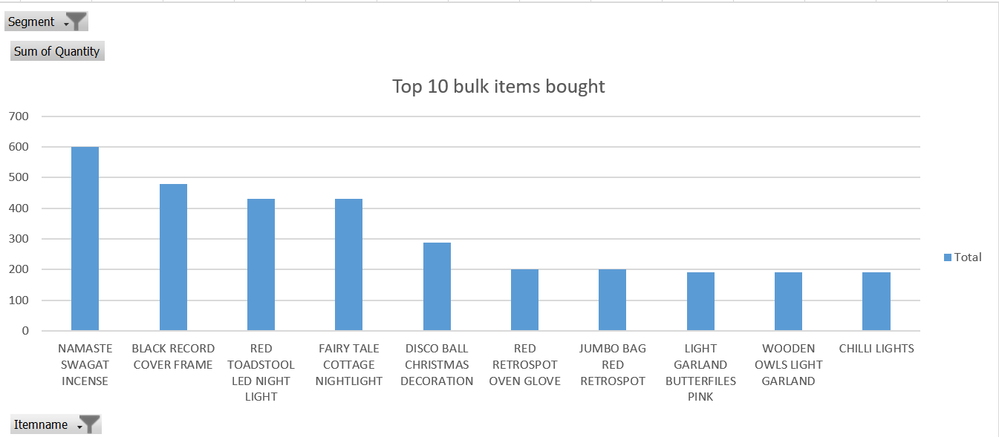 Segment
Sum of Quantity
Top 10 bulk items bought
700
600
500
400
300
200
100
0
Total
NAMASTE
SWAGAT
INCENSE
BLACK RECORD
COVER FRAME
RED
TOADSTOOL
LED NIGHT
LIGHT
FAIRY TALE
COTTAGE
NIGHTLIGHT
DISCO BALL
CHRISTMAS
DECORATION
RED
RETROSPOT
OVEN GLOVE
JUMBO BAG
RED
RETROSPOT
LIGHT
GARLAND
BUTTERFILES
PINK
WOODEN
OWLS LIGHT
GARLAND
CHILLI LIGHTS
Itemname